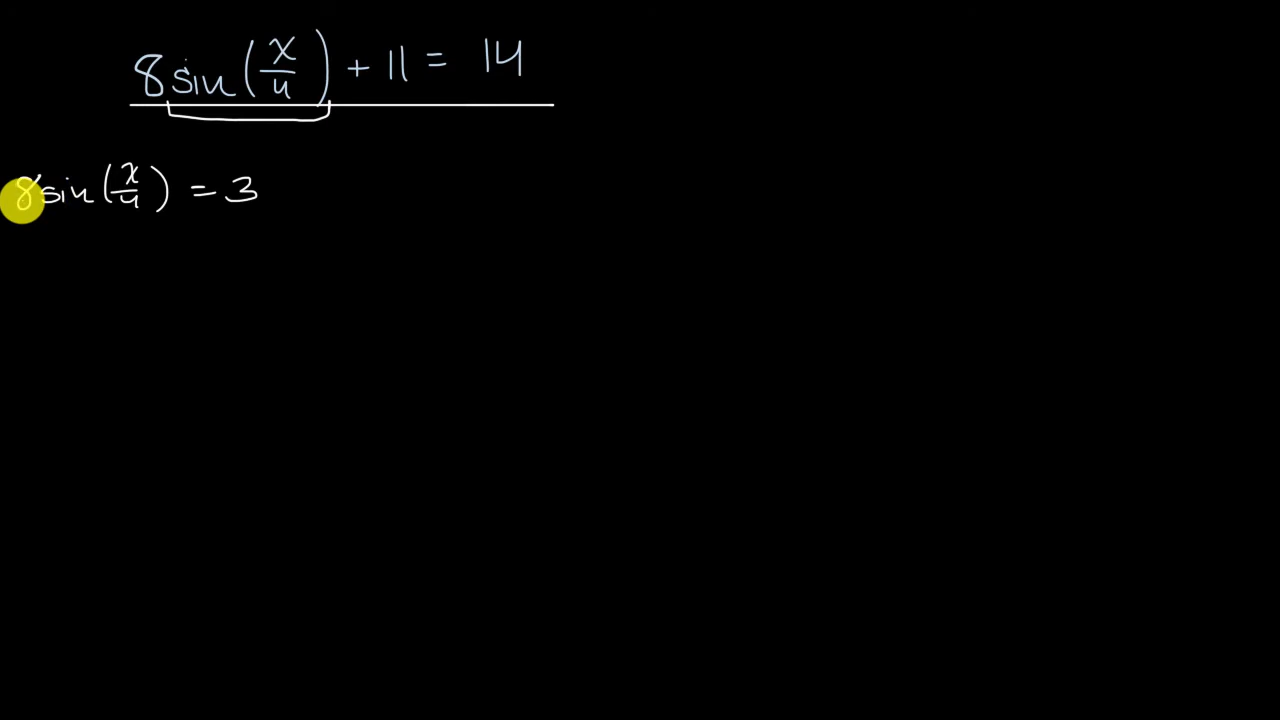 8sin(x/4) + 11 = 14
8sin(x/4) = 3